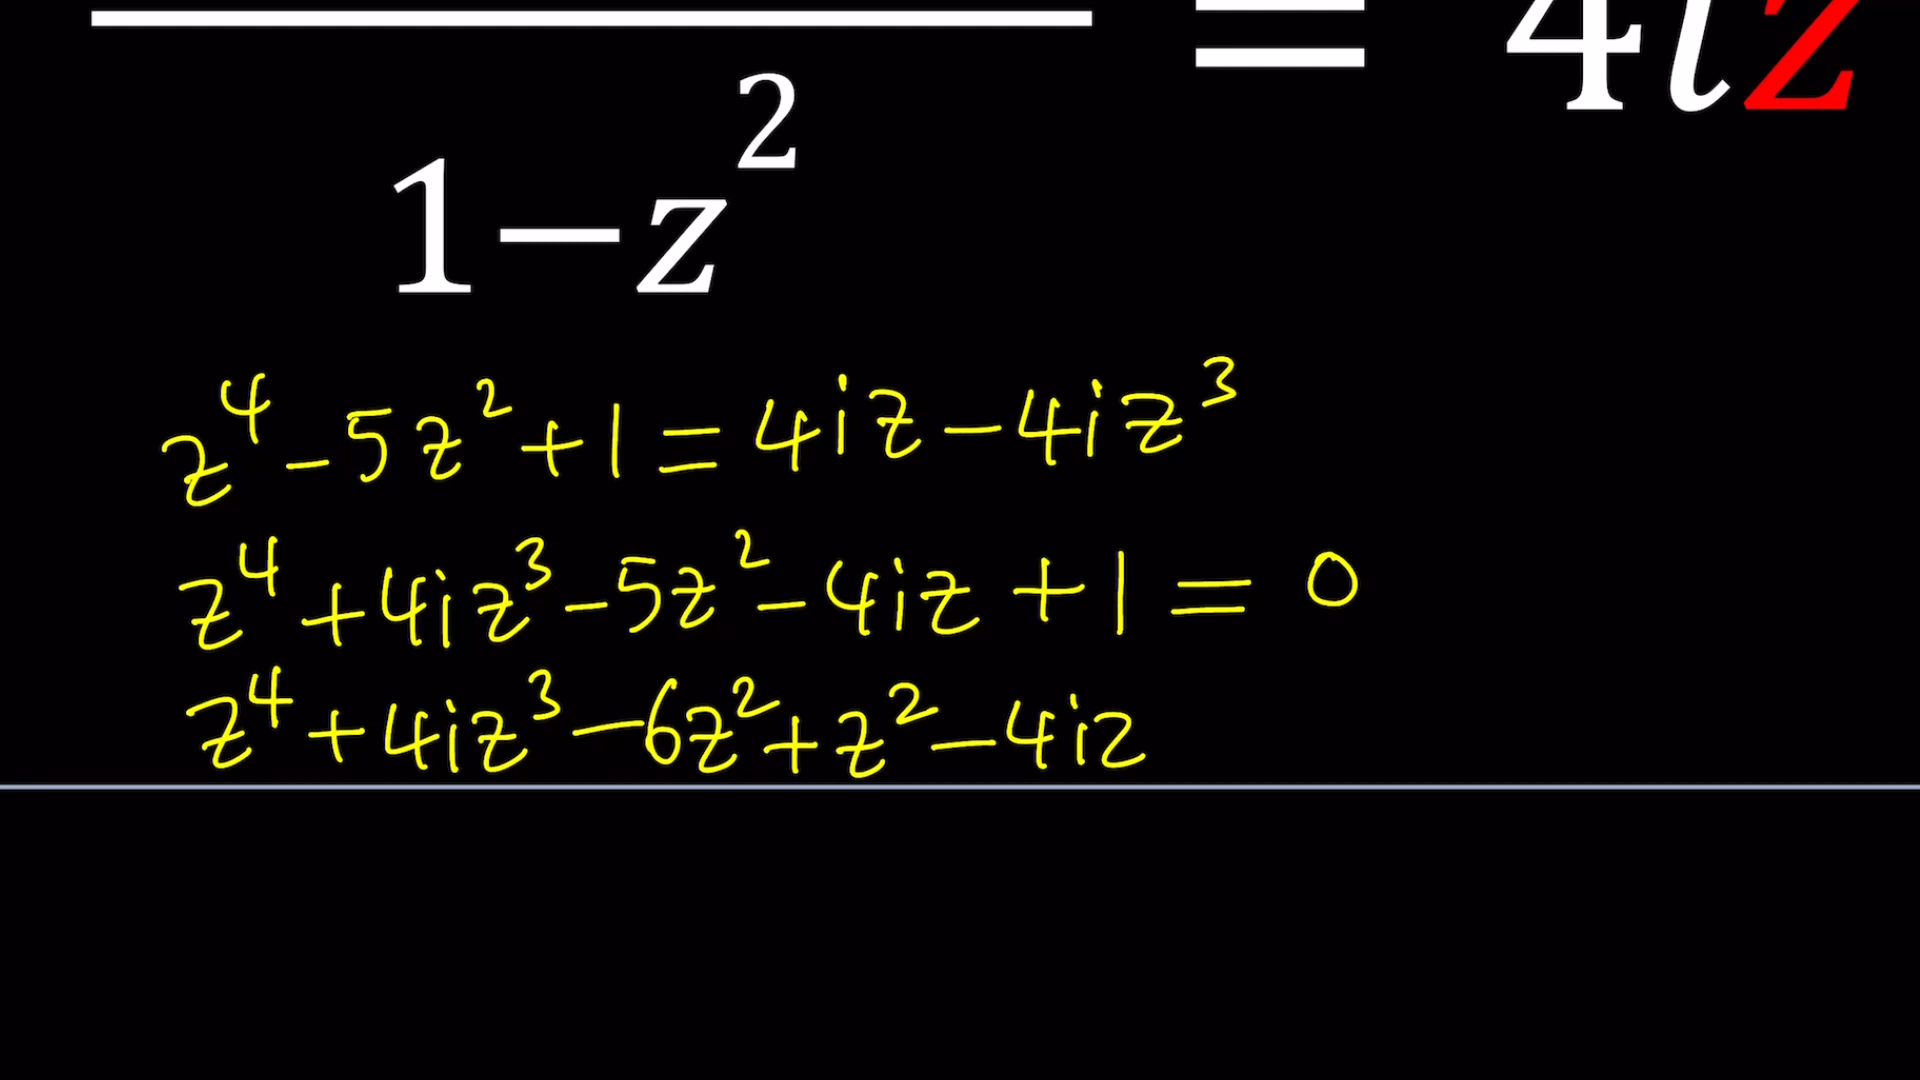 = 4iz
1−z²
z⁴ − 5z² + 1 = 4iz − 4iz³
z⁴ + 4iz³ − 5z² − 4iz + 1 = 0
z⁴ + 4iz³ − 6z² + z² − 4iz